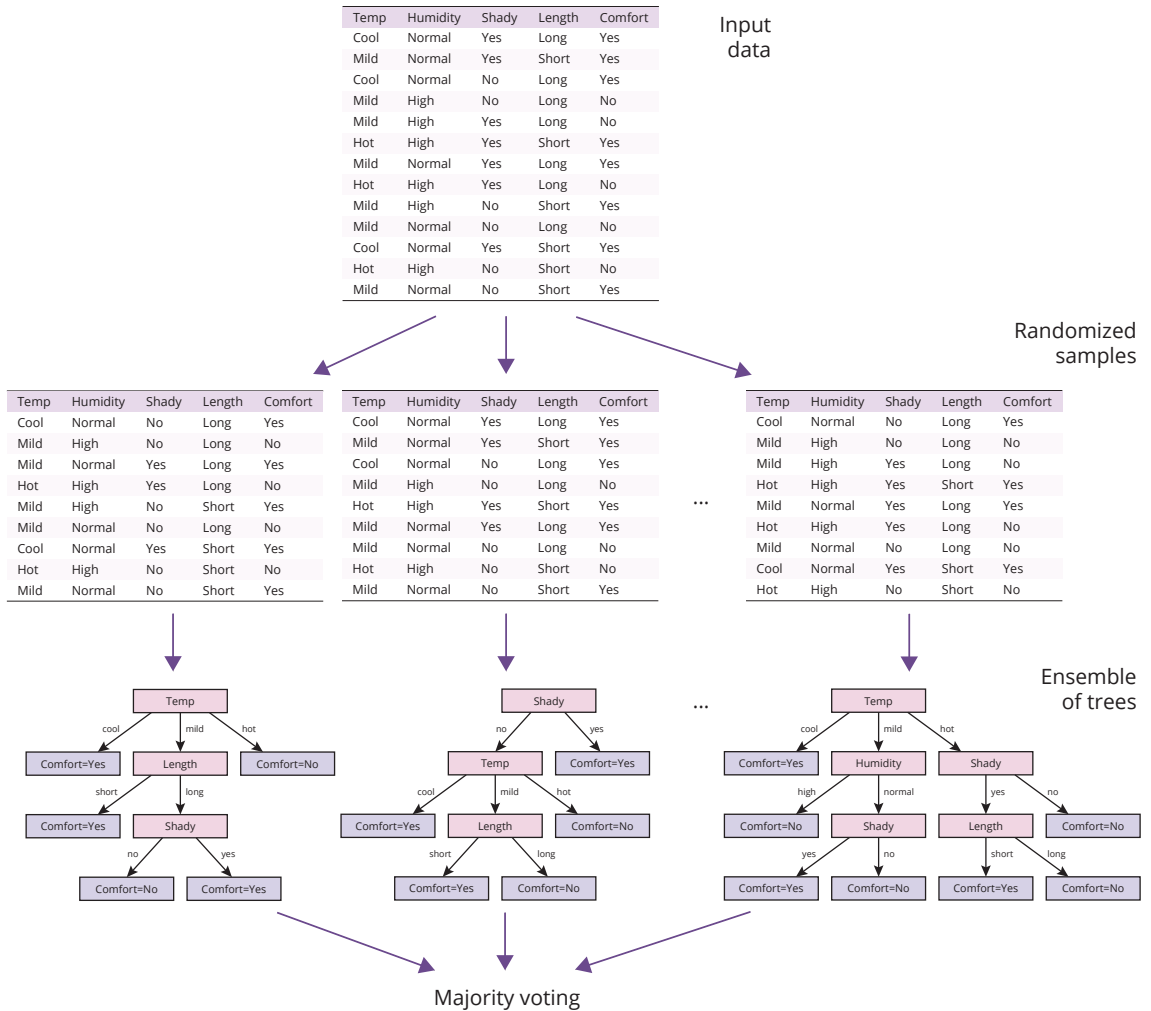 Input
data
Temp Humidity Shady Length Comfort
Cool Normal Yes Long Yes
Mild Normal Yes Short Yes
Cool Normal No Long Yes
Mild High No Long No
Mild High Yes Long No
Hot High Yes Short Yes
Mild Normal Yes Long Yes
Hot High Yes Long No
Mild High No Short Yes
Mild Normal No Long No
Cool Normal Yes Short Yes
Hot High No Short No
Mild Normal No Short Yes
Randomized
samples
Temp Humidity Shady Length Comfort
Cool Normal No Long Yes
Mild High No Long No
Mild Normal Yes Long Yes
Hot High Yes Long No
Mild High No Short Yes
Mild Normal No Long No
Cool Normal Yes Short Yes
Hot High No Short No
Mild Normal No Short Yes
Temp Humidity Shady Length Comfort
Cool Normal Yes Long Yes
Mild Normal Yes Short Yes
Cool Normal No Long Yes
Mild High No Long No
Hot High Yes Short Yes
Mild Normal Yes Long Yes
Mild Normal No Long No
Hot High No Short No
Mild Normal No Short Yes
...
Temp Humidity Shady Length Comfort
Cool Normal No Long Yes
Mild High No Long No
Mild High Yes Long No
Hot High Yes Short Yes
Mild Normal Yes Long Yes
Hot High Yes Long No
Mild Normal No Long No
Cool Normal Yes Short Yes
Hot High No Short No
Ensemble
of trees
Temp
cool mild hot
Comfort=Yes Length Comfort=No
short long
Comfort=Yes Shady
no yes
Comfort=No Comfort=Yes
Shady
no yes
Temp Comfort=Yes
cool mild hot
Comfort=Yes Length Comfort=No
short long
Comfort=Yes Comfort=No
...
Temp
cool mild hot
Comfort=Yes Humidity Shady
high normal yes no
Comfort=No Shady Length Comfort=No
yes no short long
Comfort=Yes Comfort=No Comfort=Yes Comfort=No
Majority voting